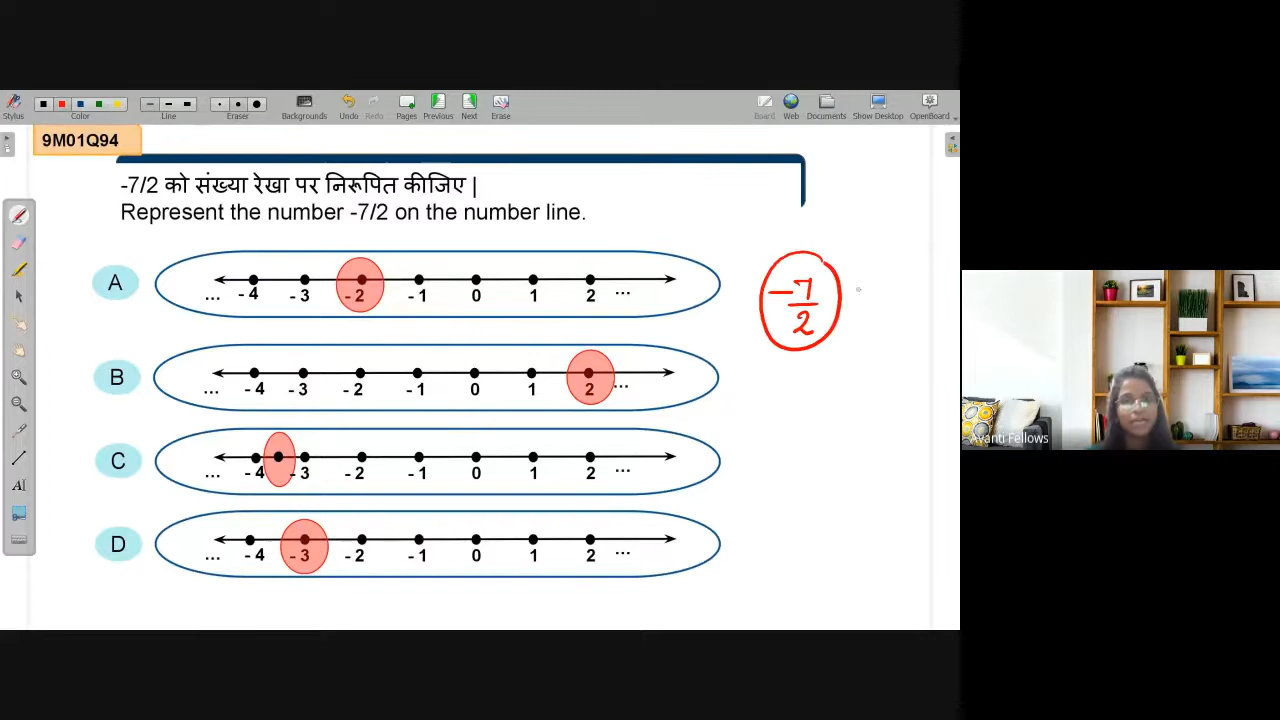 Stylus
Color
Line
Eraser
Backgrounds
Undo
Redo
Pages
Previous
Next
Erase
Board
Web
Documents
Show Desktop
OpenBoard
9M01Q94
-7/2 को संख्या रेखा पर निरूपित कीजिए |
Represent the number -7/2 on the number line.
A
... - 4 - 3 - 2 - 1 0 1 2 ...
B
... - 4 - 3 - 2 - 1 0 1 2 ...
C
... - 4 - 3 - 2 - 1 0 1 2 ...
D
... - 4 - 3 - 2 - 1 0 1 2 ...
-7
2
Avanti Fellows